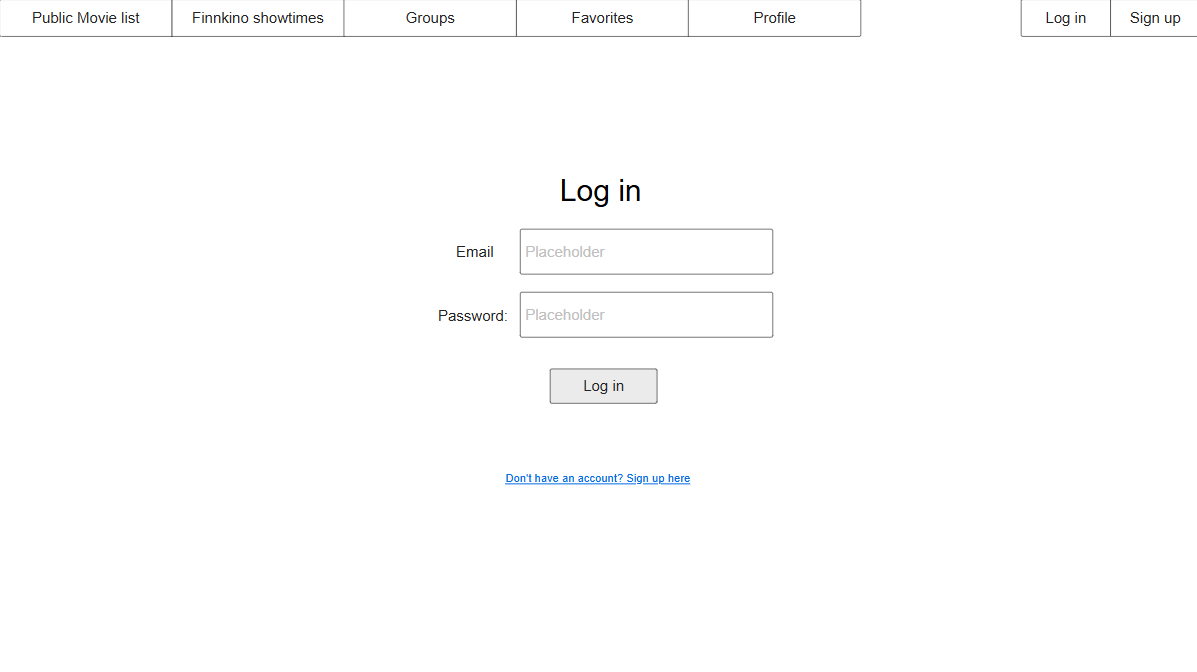 Public Movie list Finnkino showtimes Groups Favorites Profile Log in Sign up
Log in
Email Placeholder
Password: Placeholder
Log in
Don't have an account? Sign up here